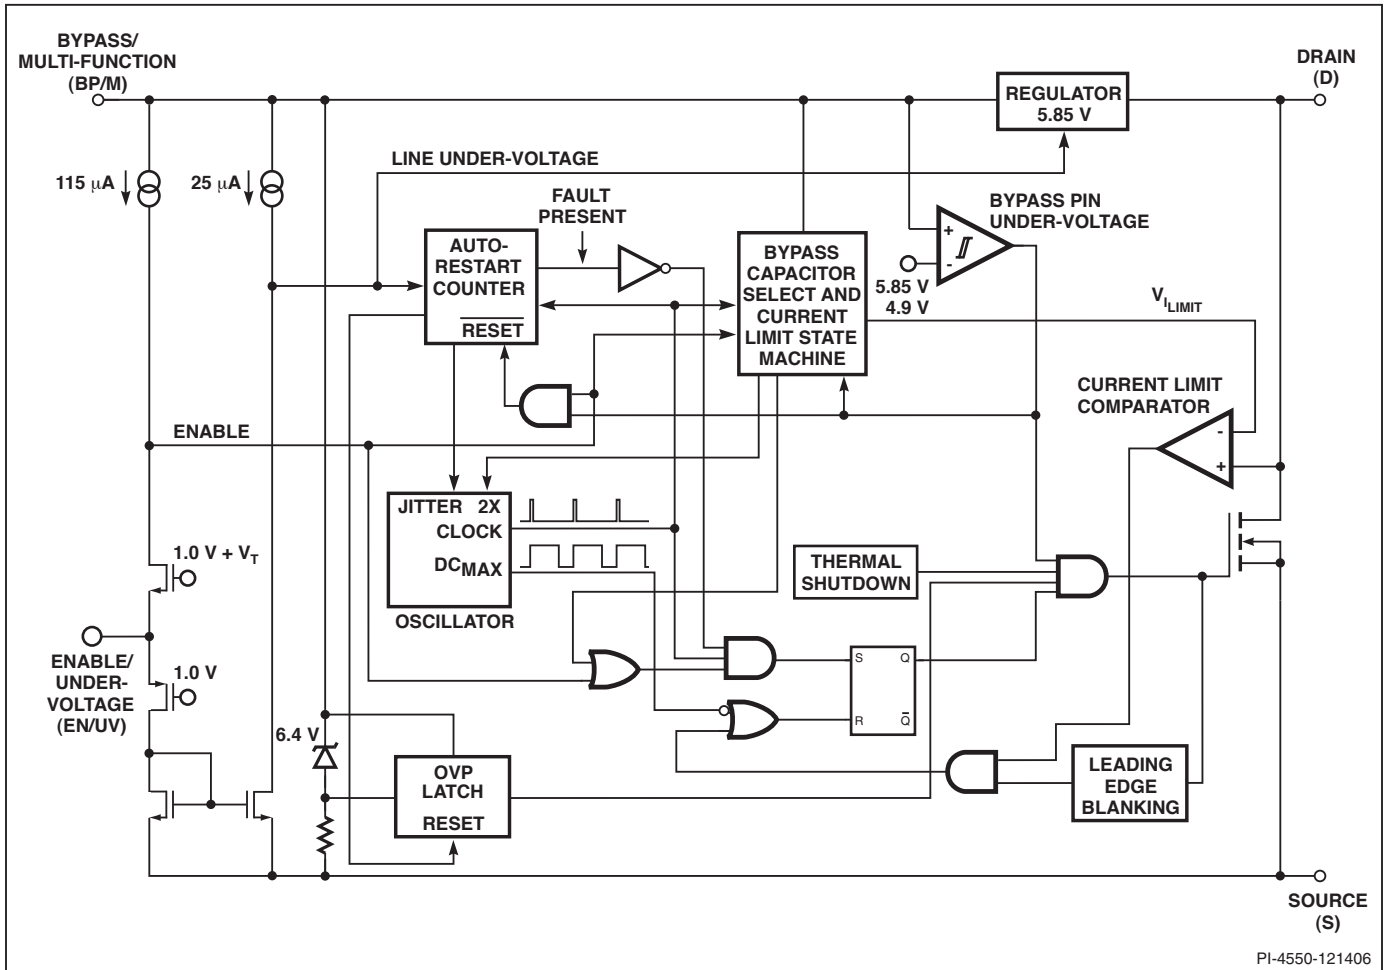 BYPASS/
MULTI-FUNCTION
(BP/M)
DRAIN
(D)
REGULATOR
5.85 V
LINE UNDER-VOLTAGE
115 µA
25 µA
FAULT
PRESENT
BYPASS PIN
UNDER-VOLTAGE
+
-
5.85 V
4.9 V
AUTO-
RESTART
COUNTER
RESET
BYPASS
CAPACITOR
SELECT AND
CURRENT
LIMIT STATE
MACHINE
VILIMIT
CURRENT LIMIT
COMPARATOR
-
+
ENABLE
JITTER 2X
CLOCK
DCMAX
OSCILLATOR
1.0 V + VT
THERMAL
SHUTDOWN
ENABLE/
UNDER-
VOLTAGE
(EN/UV)
1.0 V
S Q
R Q
6.4 V
OVP
LATCH
RESET
LEADING
EDGE
BLANKING
SOURCE
(S)
PI-4550-121406